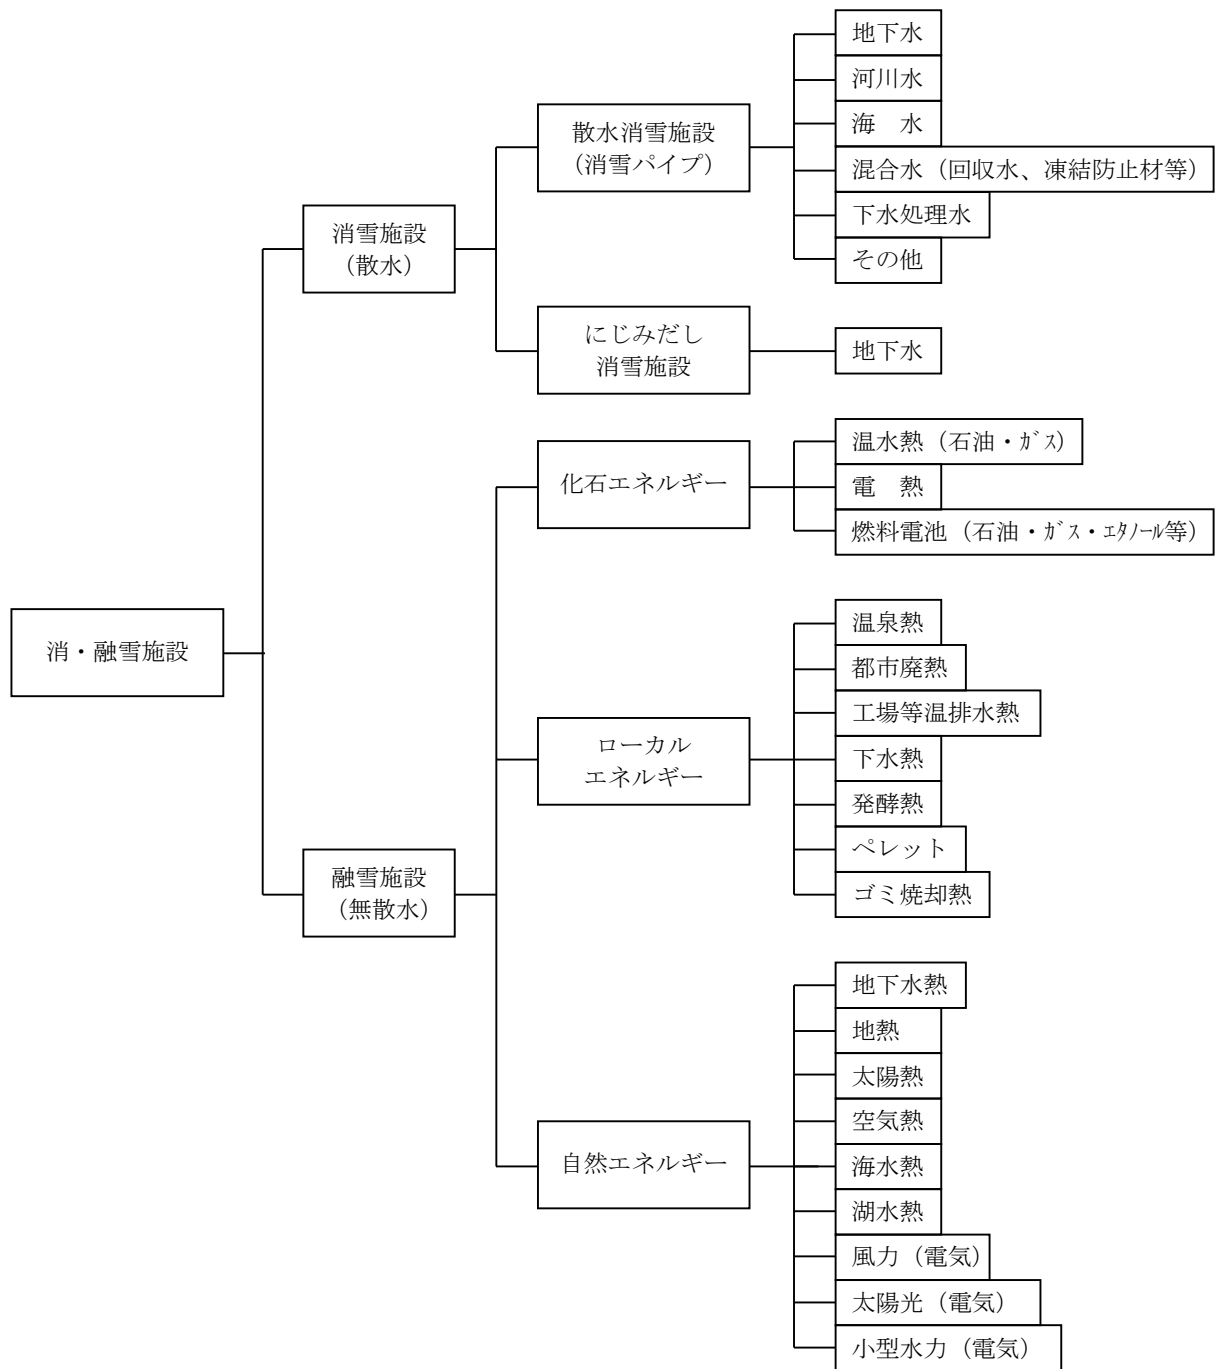 消・融雪施設
消雪施設
（散水）
散水消雪施設
（消雪パイプ）
地下水
河川水
海　水
混合水（回収水、凍結防止材等）
下水処理水
その他
にじみだし
消雪施設
地下水
融雪施設
（無散水）
化石エネルギー
温水熱（石油・ｶﾞｽ）
電　熱
燃料電池（石油・ｶﾞｽ・ｴﾀﾉｰﾙ等）
ローカル
エネルギー
温泉熱
都市廃熱
工場等温排水熱
下水熱
発酵熱
ペレット
ゴミ焼却熱
自然エネルギー
地下水熱
地熱
太陽熱
空気熱
海水熱
湖水熱
風力（電気）
太陽光（電気）
小型水力（電気）